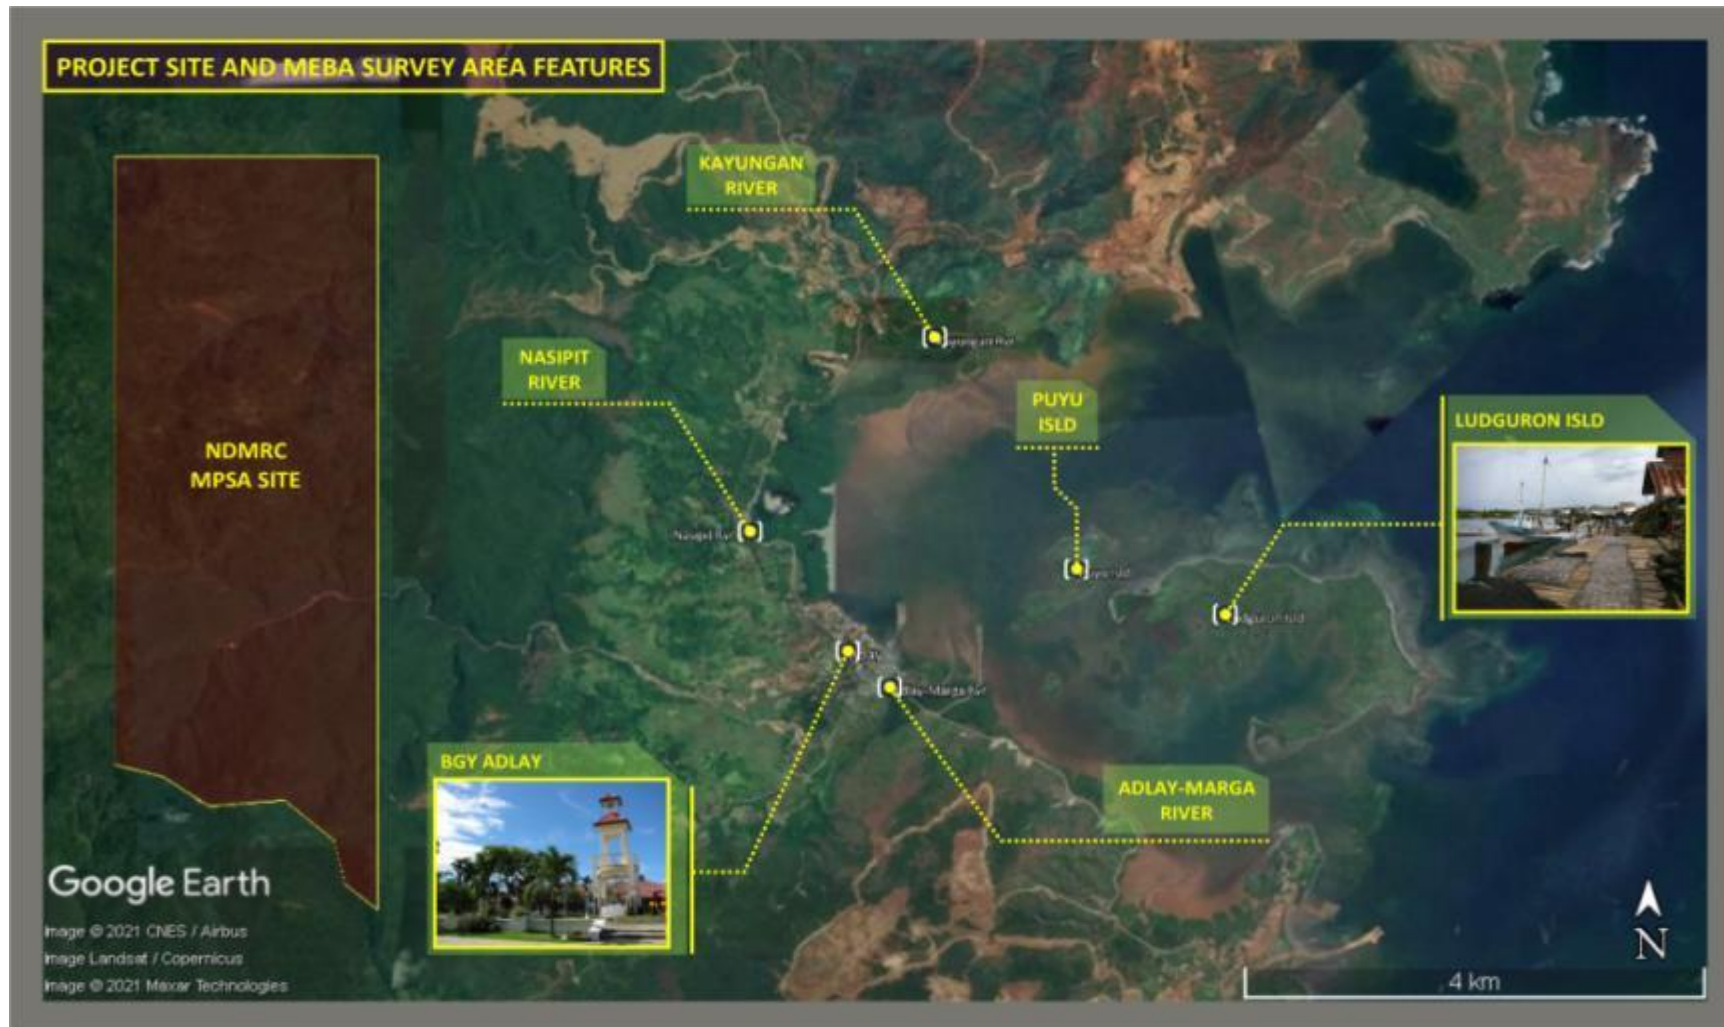 PROJECT SITE AND MEBA SURVEY AREA FEATURES
KAYUNGAN
RIVER
NASIPIT
RIVER
PUYU
ISLD
LUDGURON ISLD
NDMRC
MPSA SITE
Nasipit Rvr
BGY ADLAY
ADLAY-MARGA
RIVER
Google Earth
Image © 2021 CNES / Airbus
Image Landsat / Copernicus
Image © 2021 Maxar Technologies
N
4 km